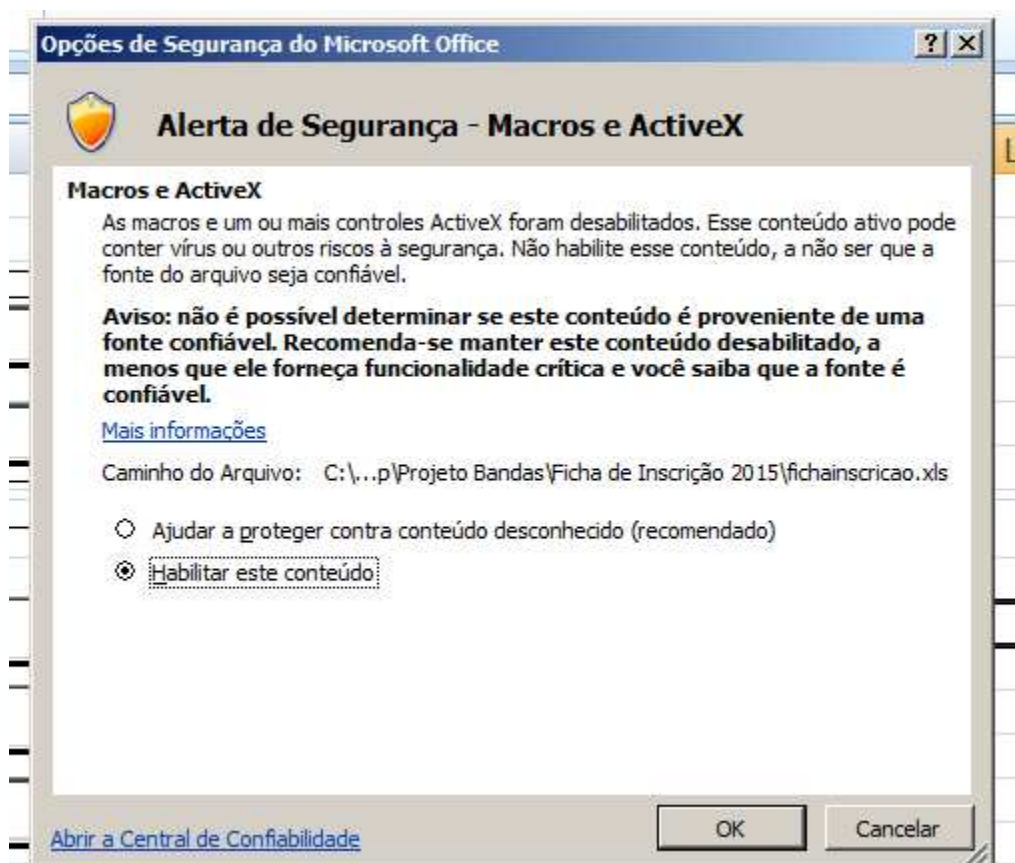 Opções de Segurança do Microsoft Office
Alerta de Segurança - Macros e ActiveX
L
Macros e ActiveX
As macros e um ou mais controles ActiveX foram desabilitados. Esse conteúdo ativo pode
conter vírus ou outros riscos à segurança. Não habilite esse conteúdo, a não ser que a
fonte do arquivo seja confiável.
Aviso: não é possível determinar se este conteúdo é proveniente de uma
fonte confiável. Recomenda-se manter este conteúdo desabilitado, a
menos que ele forneça funcionalidade crítica e você saiba que a fonte é
confiável.
Mais informações
Caminho do Arquivo: C:\...p\Projeto Bandas\Ficha de Inscrição 2015\fichainscricao.xls
Ajudar a proteger contra conteúdo desconhecido (recomendado)
Habilitar este conteúdo
Abrir a Central de Confiabilidade
OK
Cancelar